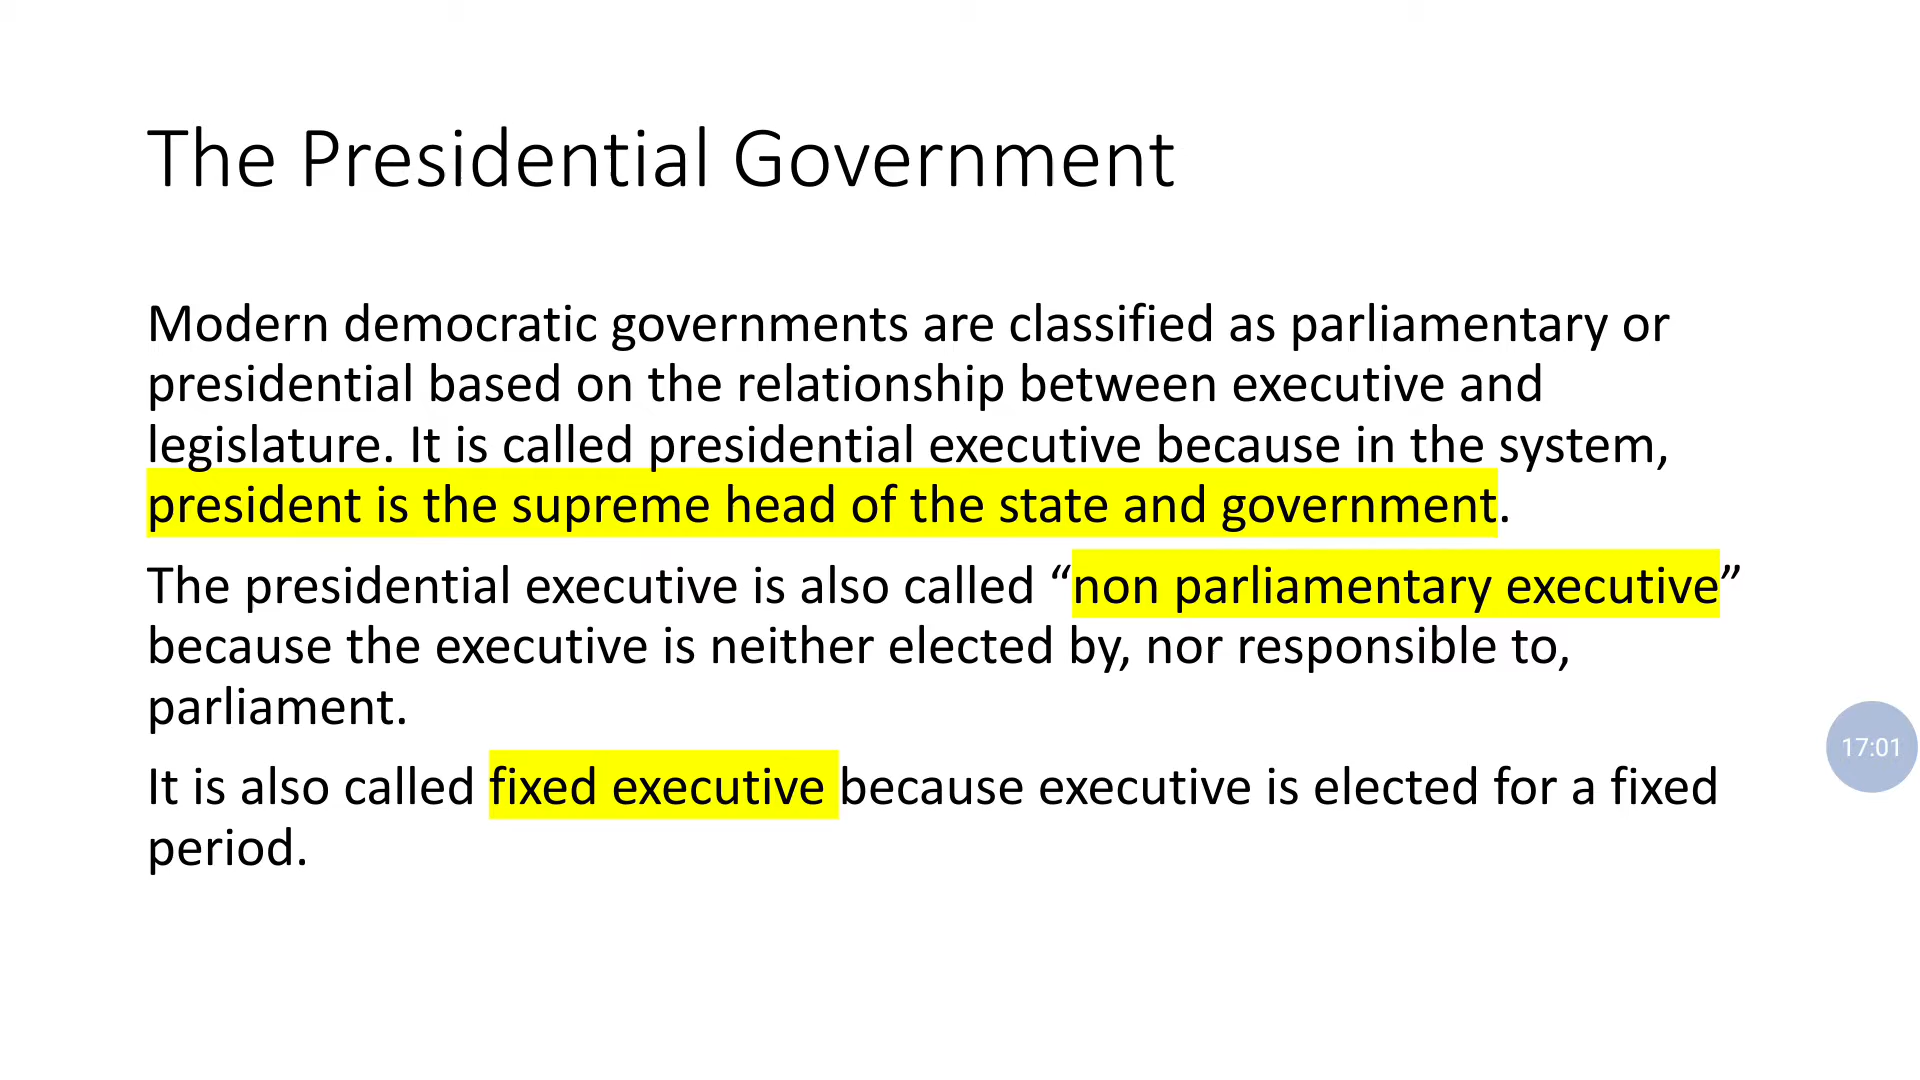 The Presidential Government
Modern democratic governments are classified as parliamentary or
presidential based on the relationship between executive and
legislature. It is called presidential executive because in the system,
president is the supreme head of the state and government.
The presidential executive is also called “non parliamentary executive”
because the executive is neither elected by, nor responsible to,
parliament.
It is also called fixed executive because executive is elected for a fixed
period.
17:01